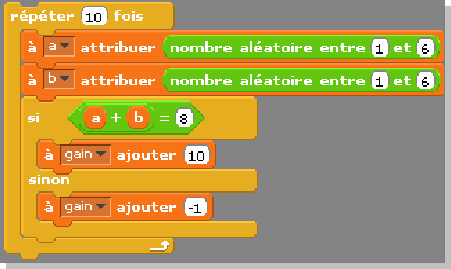 répéter 10 fois
à a attribuer nombre aléatoire entre 1 et 6
à b attribuer nombre aléatoire entre 1 et 6
si a + b = 8
à gain ajouter 10
sinon
à gain ajouter -1